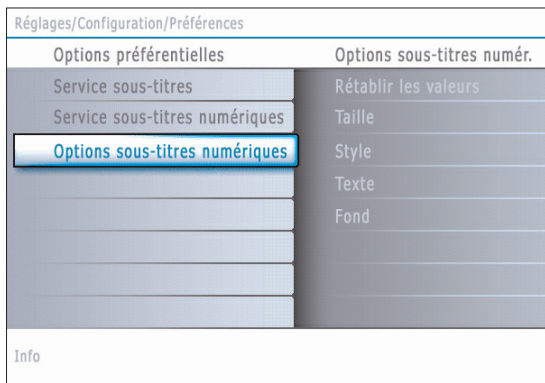 Réglages/Configuration/Préférences
Options préférentielles
Options sous-titres numér.
Service sous-titres
Rétablir les valeurs
Service sous-titres numériques
Taille
Options sous-titres numériques
Style
Texte
Fond
Info